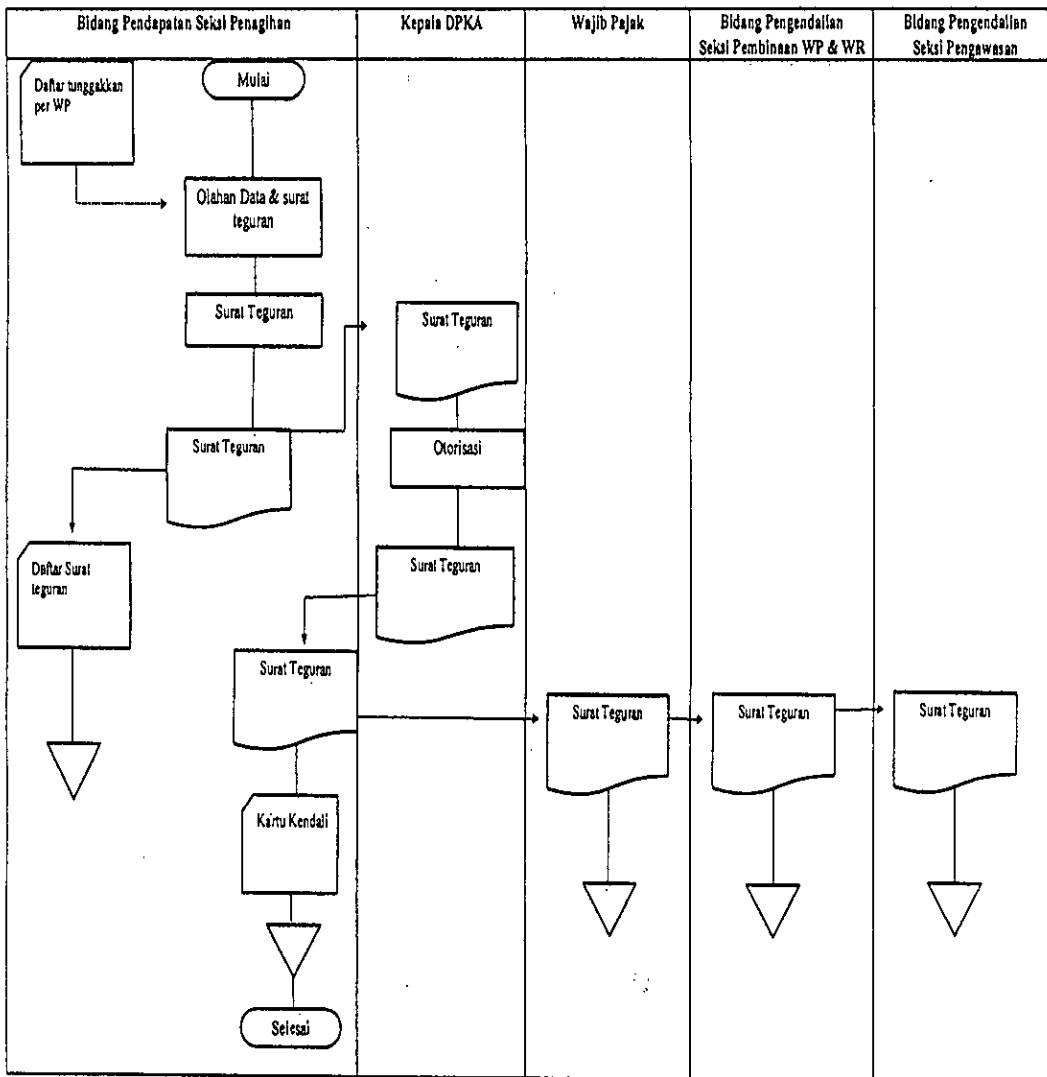 Bidang Pendapatan Seksi Penagihan
Kepala DPKA
Wajib Pajak
Bidang Pengendalian
Seksi Pembinaan WP & WR
Bidang Pengendalian
Seksi Pengawasan
Daftar tunggakkan
per WP
Mulai
Olahan Data & surat
teguran
Surat Teguran
Surat Teguran
Surat Teguran
Otorisasi
Daftar Surat
teguran
Surat Teguran
Surat Teguran
Surat Teguran
Surat Teguran
Surat Teguran
Kartu Kendali
Selesai